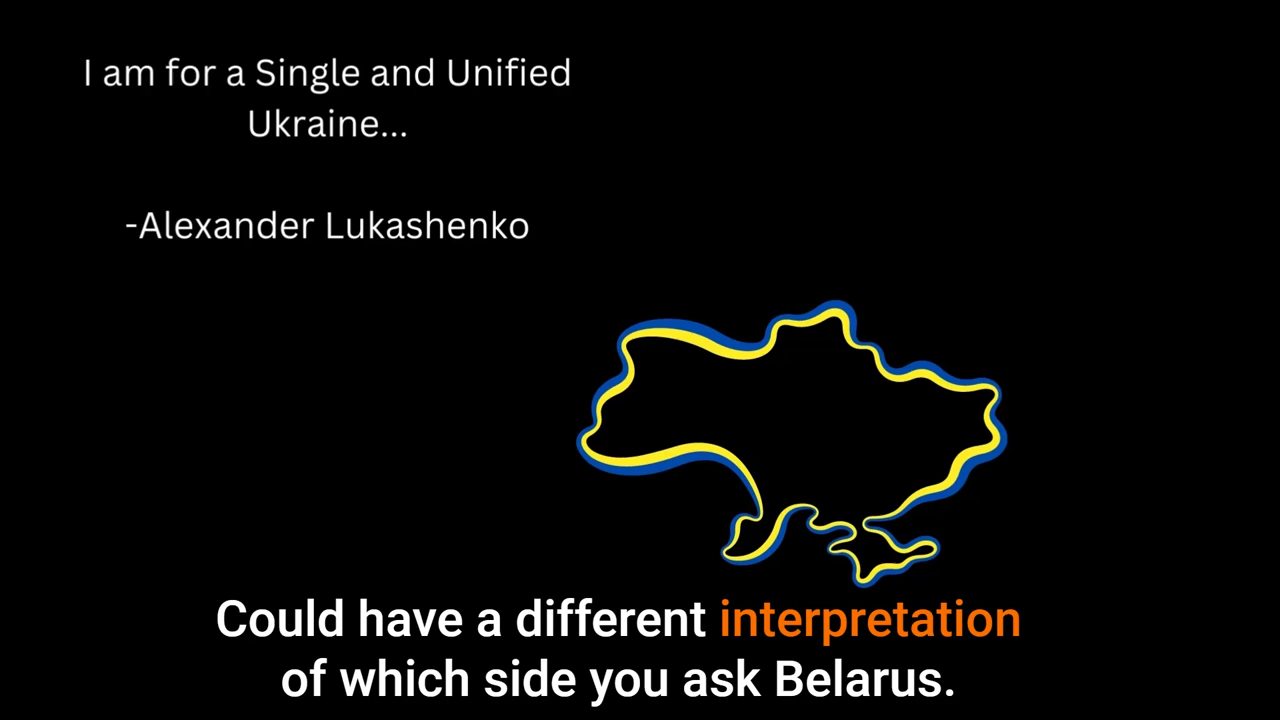 I am for a Single and Unified
Ukraine...
-Alexander Lukashenko
Could have a different interpretation
of which side you ask Belarus.